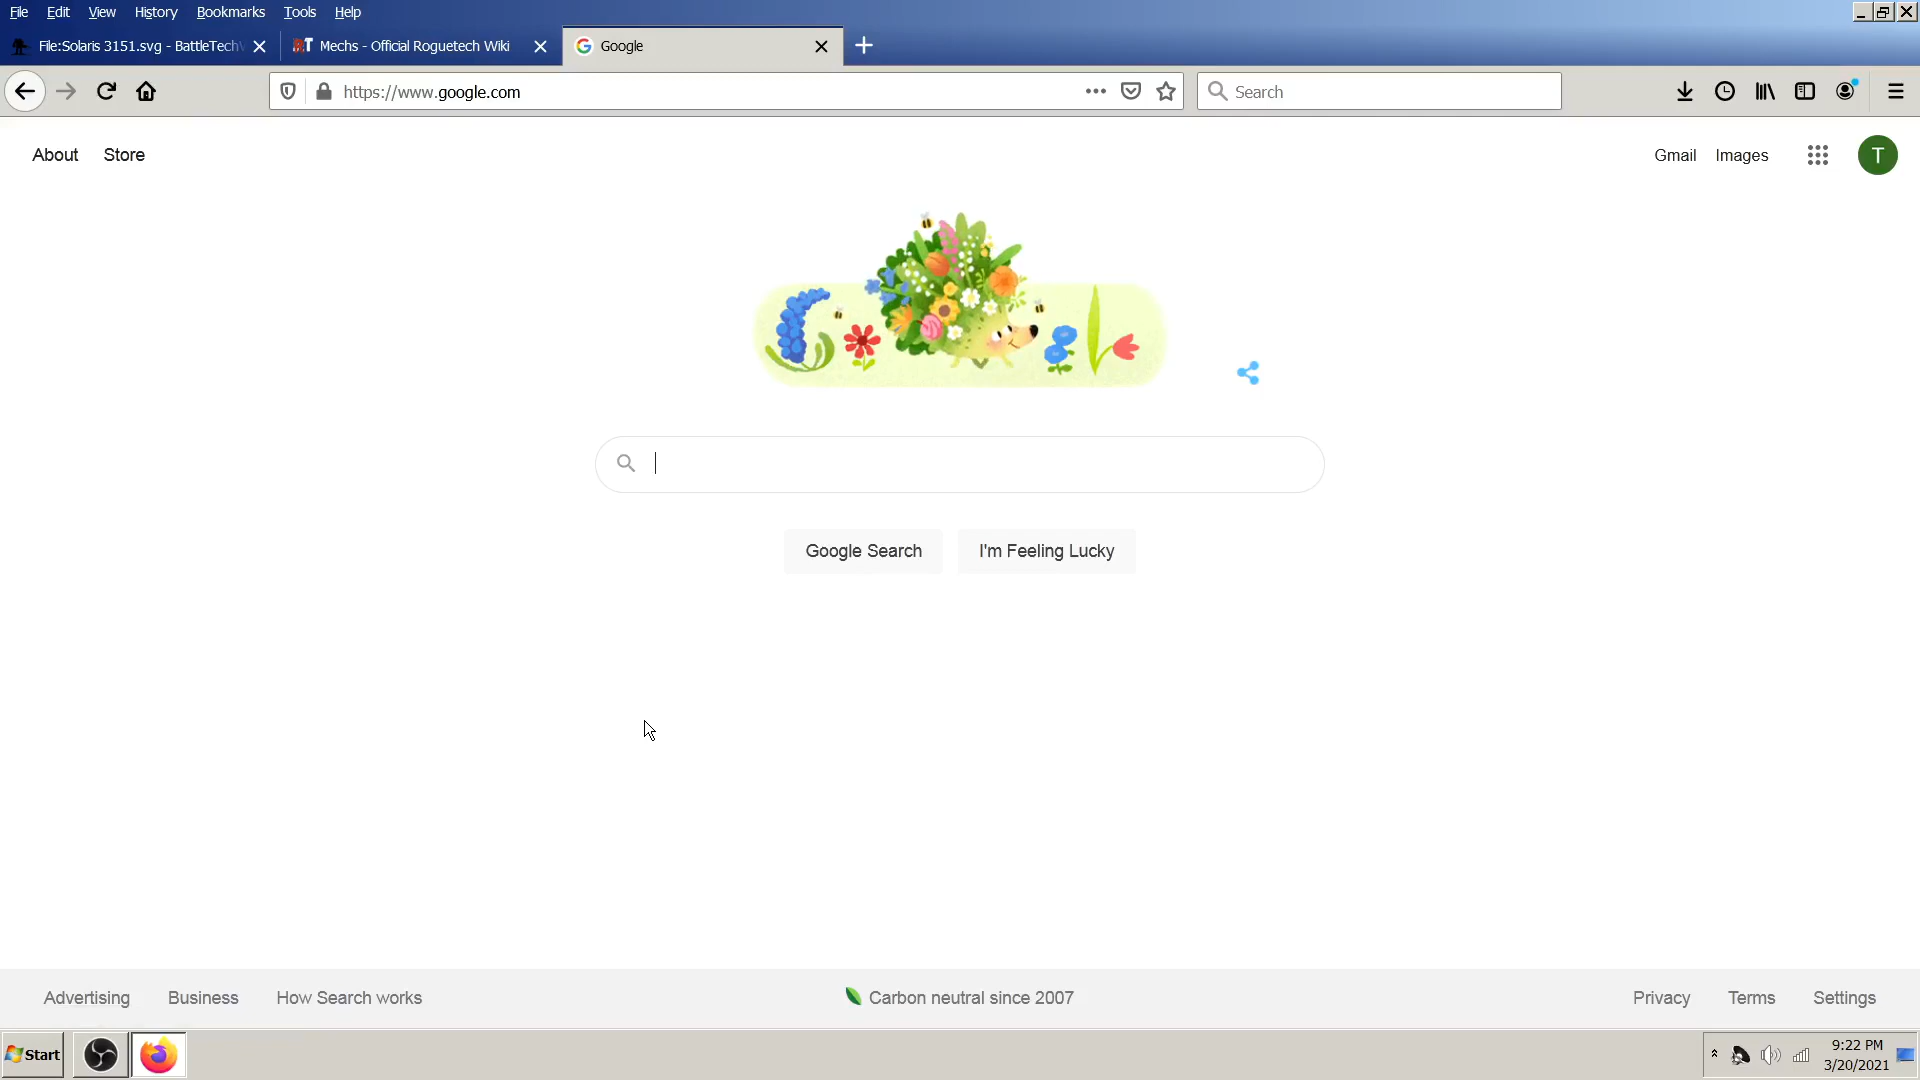 File Edit View History Bookmarks Tools Help
File:Solaris 3151.svg - BattleTech
Mechs - Official Roguetech Wiki
Google
https://www.google.com
Search
About Store
Gmail Images
T
Google Search
I'm Feeling Lucky
Advertising Business How Search works
Carbon neutral since 2007
Privacy Terms Settings
Start
9:22 PM
3/20/2021